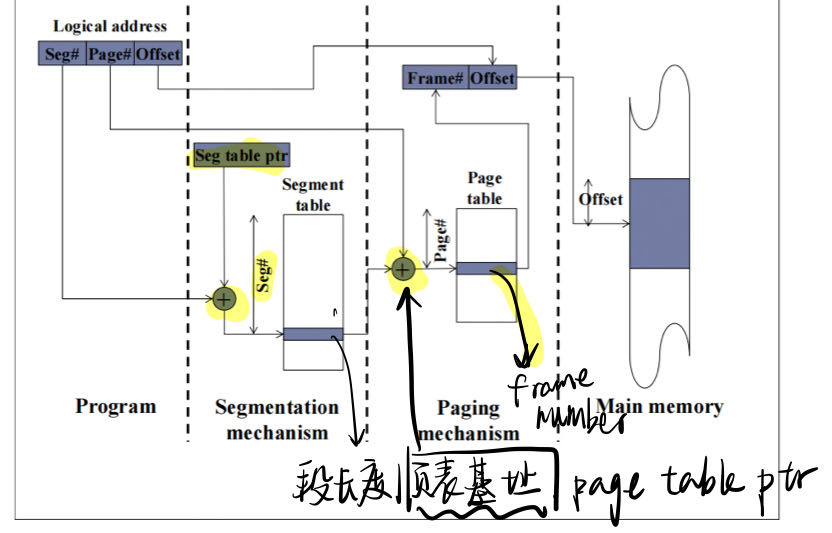 Logical address
Seg# Page# Offset
Frame# Offset
Seg table ptr
Segment
table
Page
table
Offset
Seg#
Page#
Program
Segmentation
mechanism
Paging
mechanism
Main memory
frame
number
段长度 | 页表基址 | page table ptr